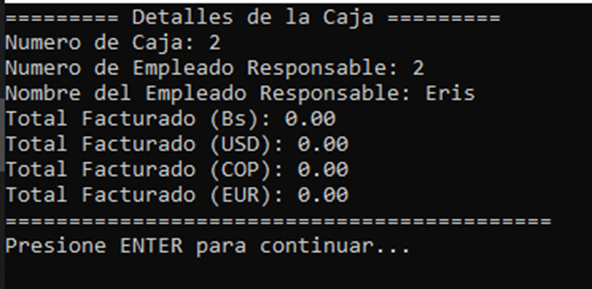 ========= Detalles de la Caja =========
Numero de Caja: 2
Numero de Empleado Responsable: 2
Nombre del Empleado Responsable: Eris
Total Facturado (Bs): 0.00
Total Facturado (USD): 0.00
Total Facturado (COP): 0.00
Total Facturado (EUR): 0.00
===========================================
Presione ENTER para continuar...